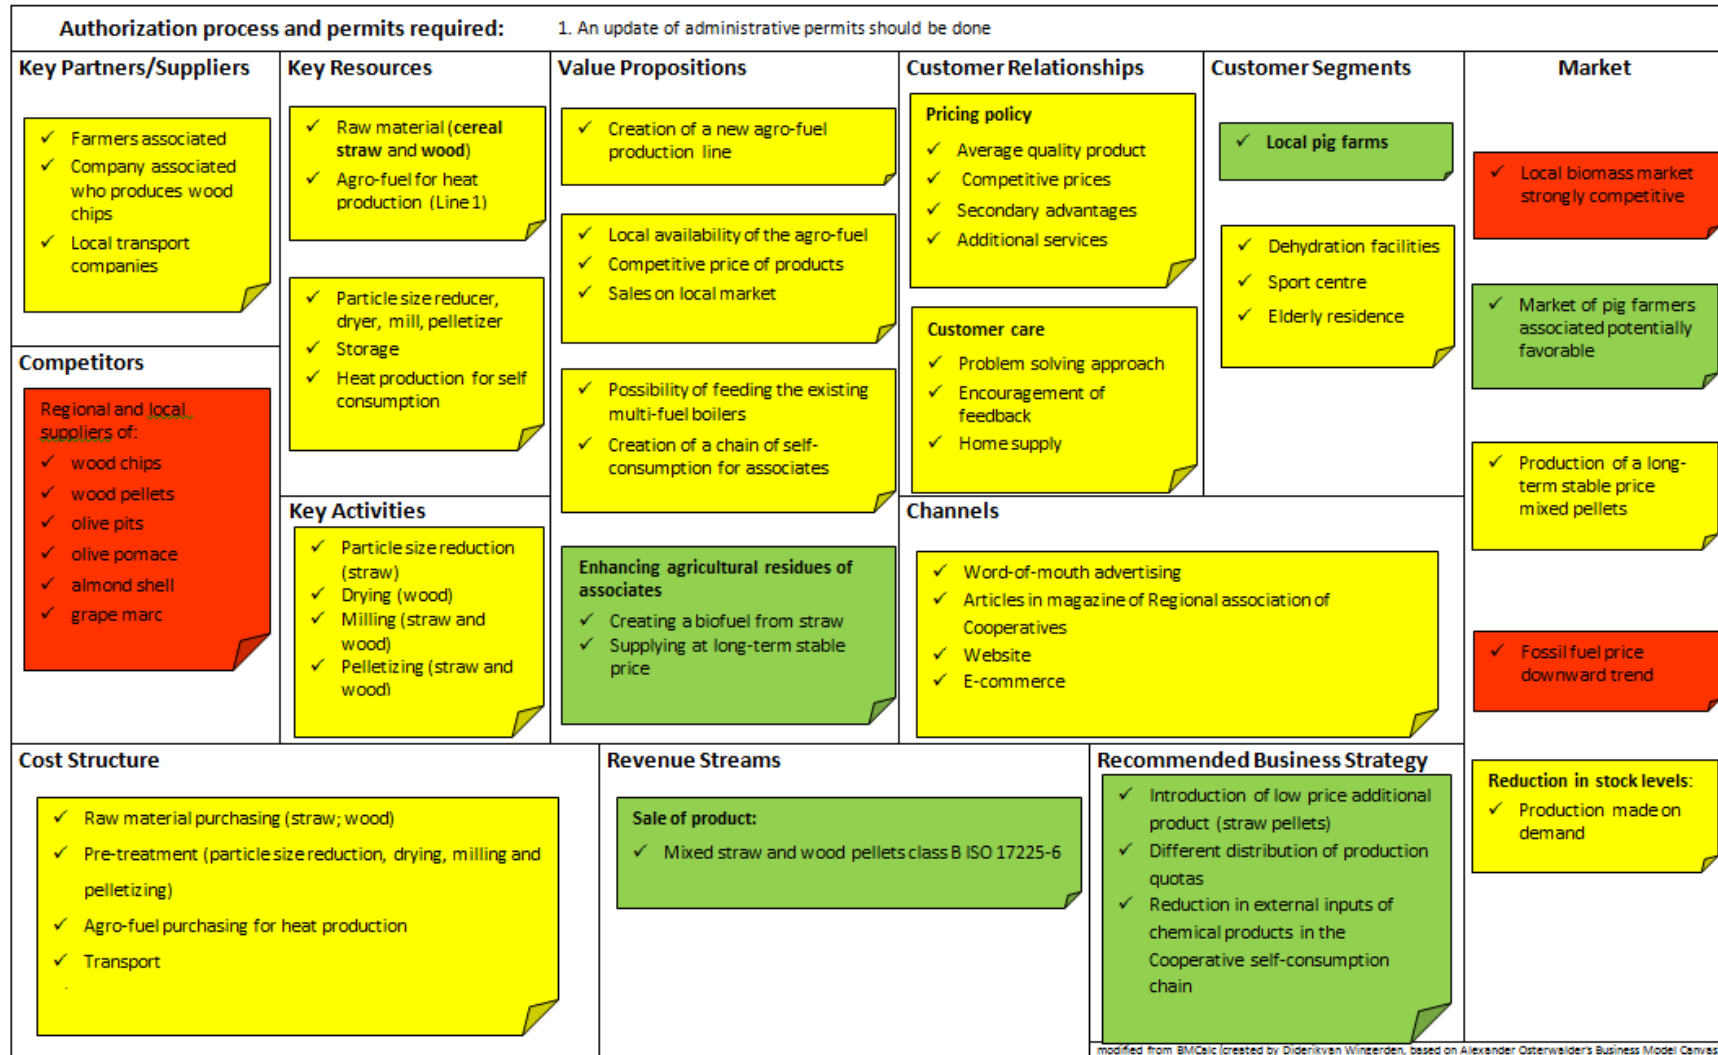 Authorization process and permits required:
1. An update of administrative permits should be done
Key Partners/Suppliers
Farmers associated
Company associated
who produces wood
chips
Local transport
companies
Competitors
Regional and local
suppliers of:
wood chips
wood pellets
olive pits
olive pomace
almond shell
grape marc
Key Resources
Raw material (cereal
straw and wood)
Agro-fuel for heat
production (Line 1)
Particle size reducer,
dryer, mill, pelletizer
Storage
Heat production for self
consumption
Key Activities
Particle size reduction
(straw)
Drying (wood)
Milling (straw and
wood)
Pelletizing (straw and
wood)
Value Propositions
Creation of a new agro-fuel
production line
Local availability of the agro-fuel
Competitive price of products
Sales on local market
Possibility of feeding the existing
multi-fuel boilers
Creation of a chain of self-
consumption for associates
Enhancing agricultural residues of
associates
Creating a biofuel from straw
Supplying at long-term stable
price
Customer Relationships
Pricing policy
Average quality product
Competitive prices
Secondary advantages
Additional services
Customer care
Problem solving approach
Encouragement of
feedback
Home supply
Customer Segments
Local pig farms
Dehydration facilities
Sport centre
Elderly residence
Channels
Word-of-mouth advertising
Articles in magazine of Regional association of
Cooperatives
Website
E-commerce
Market
Local biomass market
strongly competitive
Market of pig farmers
associated potentially
favorable
Production of a long-
term stable price
mixed pellets
Fossil fuel price
downward trend
Reduction in stock levels:
Production made on
demand
Cost Structure
Raw material purchasing (straw; wood)
Pre-treatment (particle size reduction, drying, milling and
pelletizing)
Agro-fuel purchasing for heat production
Transport
Revenue Streams
Sale of product:
Mixed straw and wood pellets class B ISO 17225-6
Recommended Business Strategy
Introduction of low price additional
product (straw pellets)
Different distribution of production
quotas
Reduction in external inputs of
chemical products in the
Cooperative self-consumption
chain
modified from BMCalc (created by Diderikvan Wingerden, based on Alexander Osterwalder's Business Model Canvas